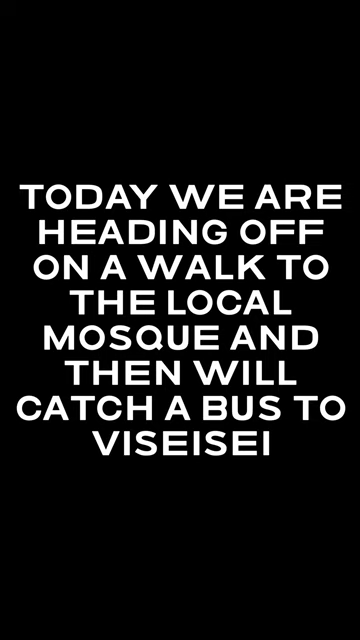 TODAY WE ARE
HEADING OFF
ON A WALK TO
THE LOCAL
MOSQUE AND
THEN WILL
CATCH A BUS TO
VISEISEI